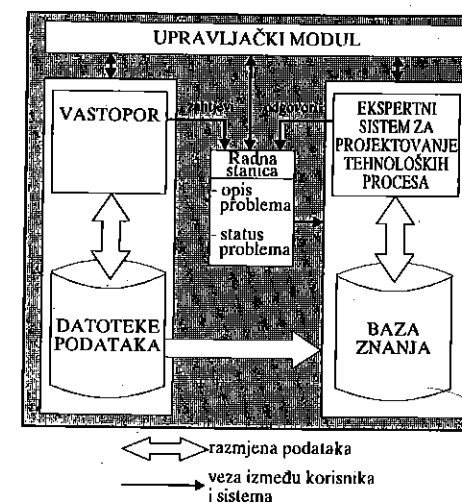 UPRAVLJAČKI MODUL
VASTOPOR
zahtjevi
odgovori
EKSPERTNI
SISTEM ZA
PROJEKTOVANJE
TEHNOLOŠKIH
PROCESA
Radna
stanica
- opis
problema
- status
problema
DATOTEKE
PODATAKA
BAZA
ZNANJA
razmjena podataka
veza između korisnika
i sistema